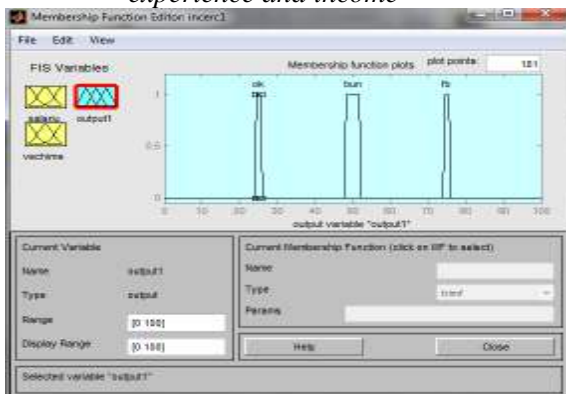 experience and income
Membership Function Editor: incerc1
File Edit View
FIS Variables
Membership function plots
plot points:
181
salariu
output1
vechime
ok
bun
fb
1
0.5
0
0 10 20 30 40 50 60 70 80 90 100
output variable "output1"
Current Variable
Name output1
Type output
Range [0 100]
Display Range [0 100]
Current Membership Function (click on MF to select)
Name
Type trimf
Params
Help Close
Selected variable "output1"